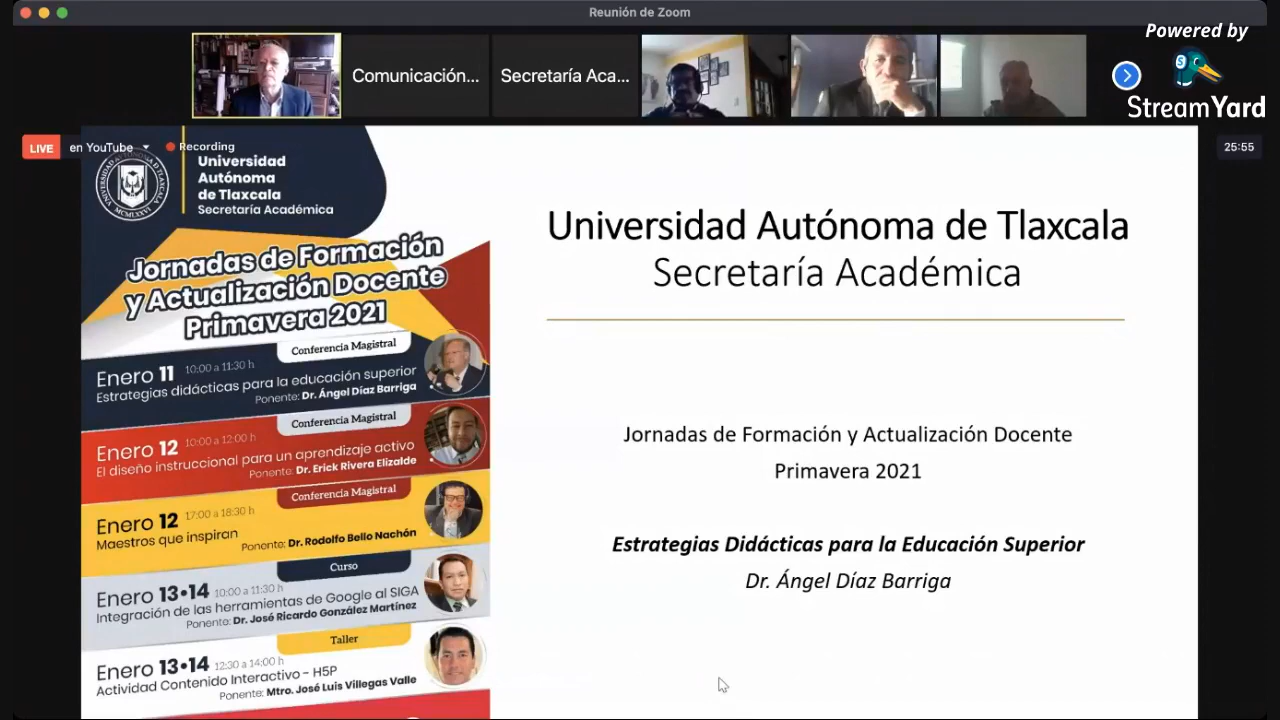 Reunión de Zoom
Powered by
StreamYard
Comunicación...
Secretaría Aca...
LIVE en YouTube
Recording
25:55
UNIVERSIDAD AUTÓNOMA DE TLAXCALA
MCMLXXVI
Universidad
Autónoma
de Tlaxcala
Secretaría Académica
Jornadas de Formación
y Actualización Docente
Primavera 2021
Conferencia Magistral
Enero 11 10:00 a 11:30 h
Estrategias didácticas para la educación superior
Ponente: Dr. Ángel Díaz Barriga
Conferencia Magistral
Enero 12 10:00 a 12:00 h
El diseño instruccional para un aprendizaje activo
Ponente: Dr. Erick Rivera Elizalde
Conferencia Magistral
Enero 12 17:00 a 18:30 h
Maestros que inspiran
Ponente: Dr. Rodolfo Bello Nachón
Curso
Enero 13•14 10:00 a 11:30 h
Integración de las herramientas de Google al SIGA
Ponente: Dr. José Ricardo González Martínez
Taller
Enero 13•14 12:30 a 14:00 h
Actividad Contenido Interactivo - H5P
Ponente: Mtro. José Luis Villegas Valle
Universidad Autónoma de Tlaxcala
Secretaría Académica
Jornadas de Formación y Actualización Docente
Primavera 2021
Estrategias Didácticas para la Educación Superior
Dr. Ángel Díaz Barriga